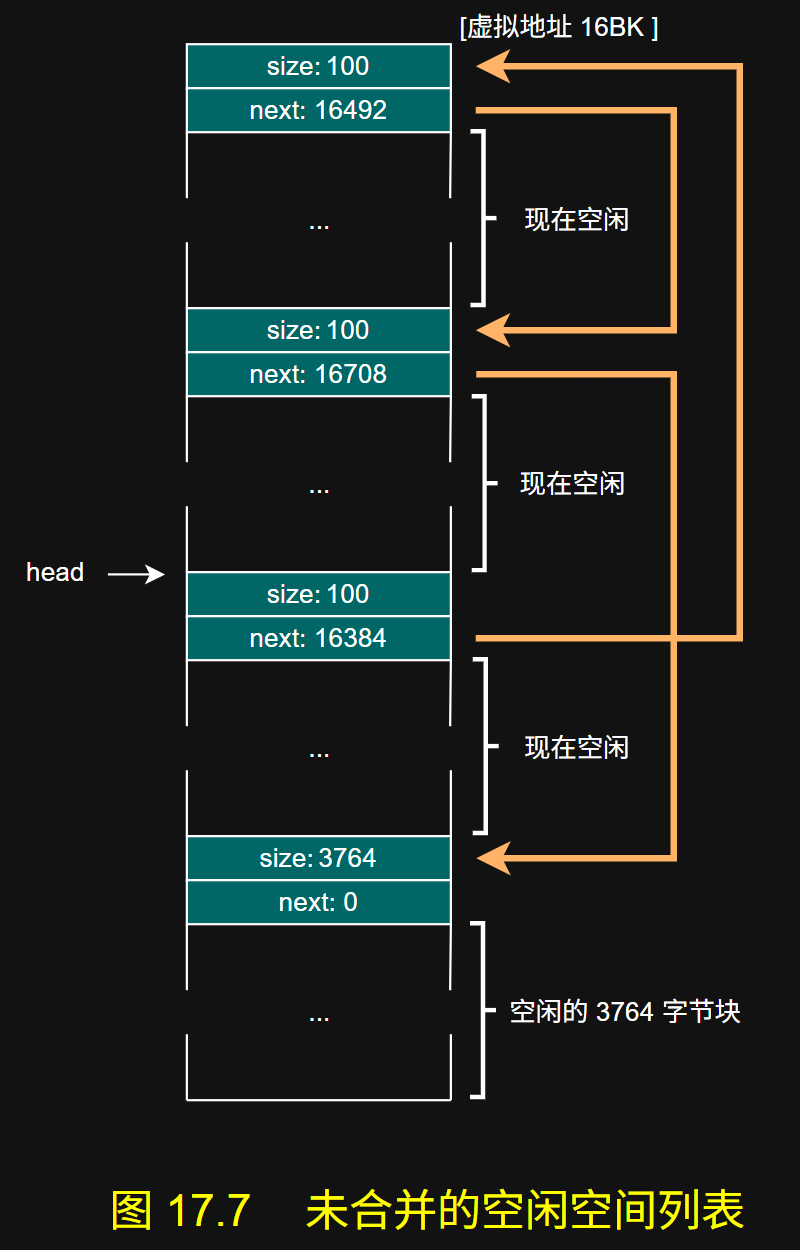 [虚拟地址 16BK ]
size: 100
next: 16492
...
现在空闲
size: 100
next: 16708
...
现在空闲
head
size: 100
next: 16384
...
现在空闲
size: 3764
next: 0
...
空闲的 3764 字节块
图 17.7 未合并的空闲空间列表